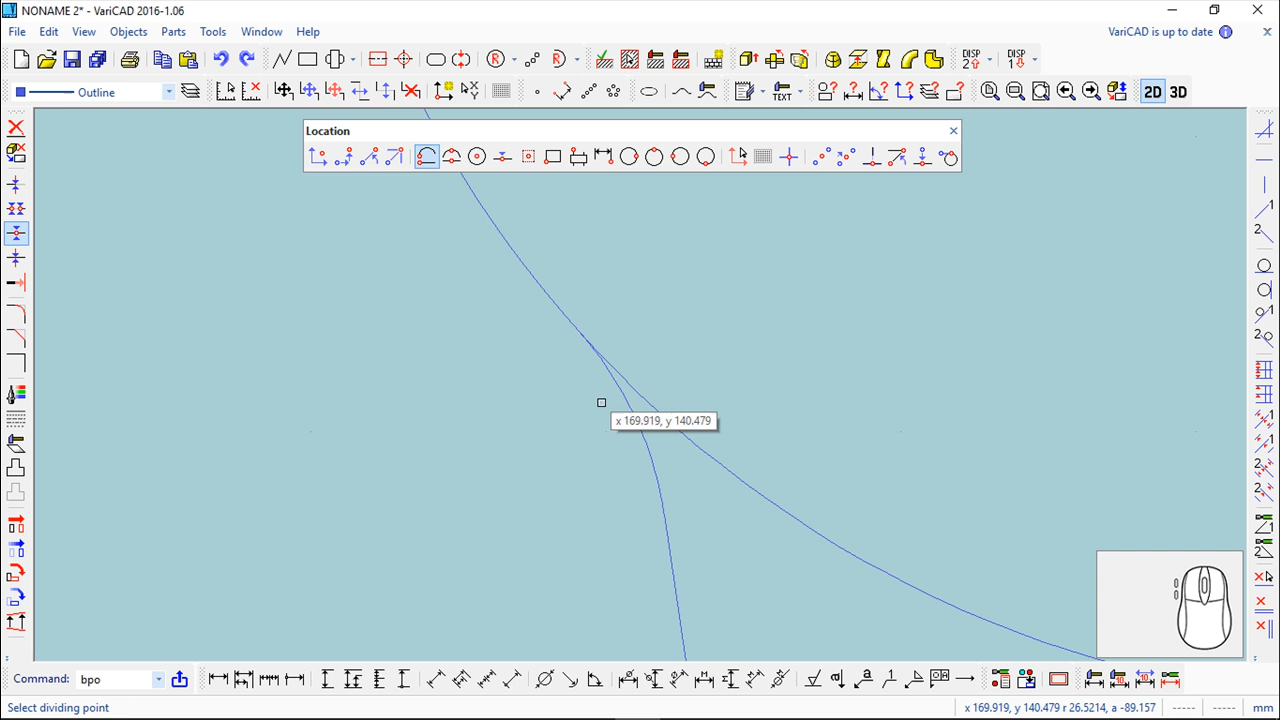 NONAME 2* - VariCAD 2016-1.06
File Edit View Objects Parts Tools Window Help
VariCAD is up to date
DISP 2
DISP 1
Outline
TEXT
2D 3D
Location
x 169.919, y 140.479
Command: bpo
Select dividing point
x 169.919, y 140.479 r 26.5214, a -89.157
----- -----
mm